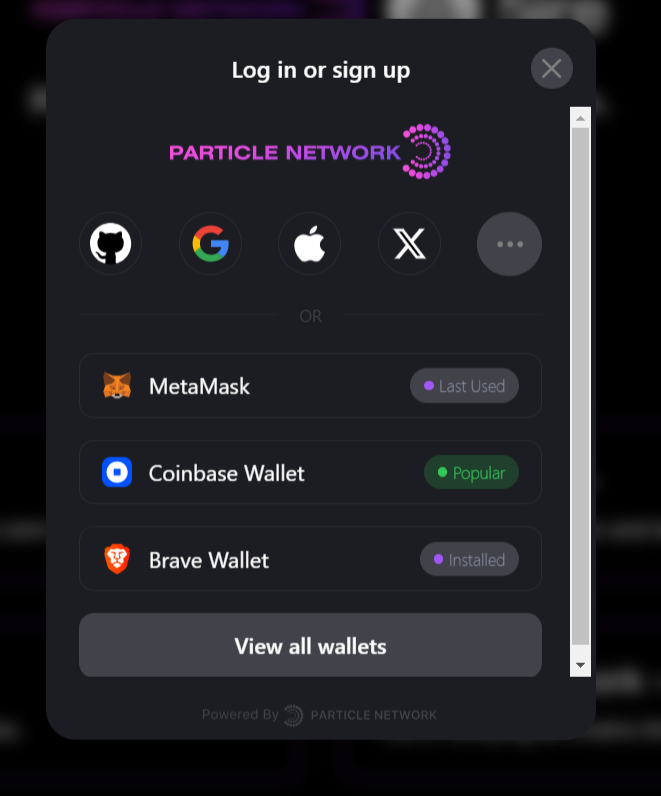 Log in or sign up
PARTICLE NETWORK
OR
MetaMask
Last Used
Coinbase Wallet
Popular
Brave Wallet
Installed
View all wallets
Powered By PARTICLE NETWORK